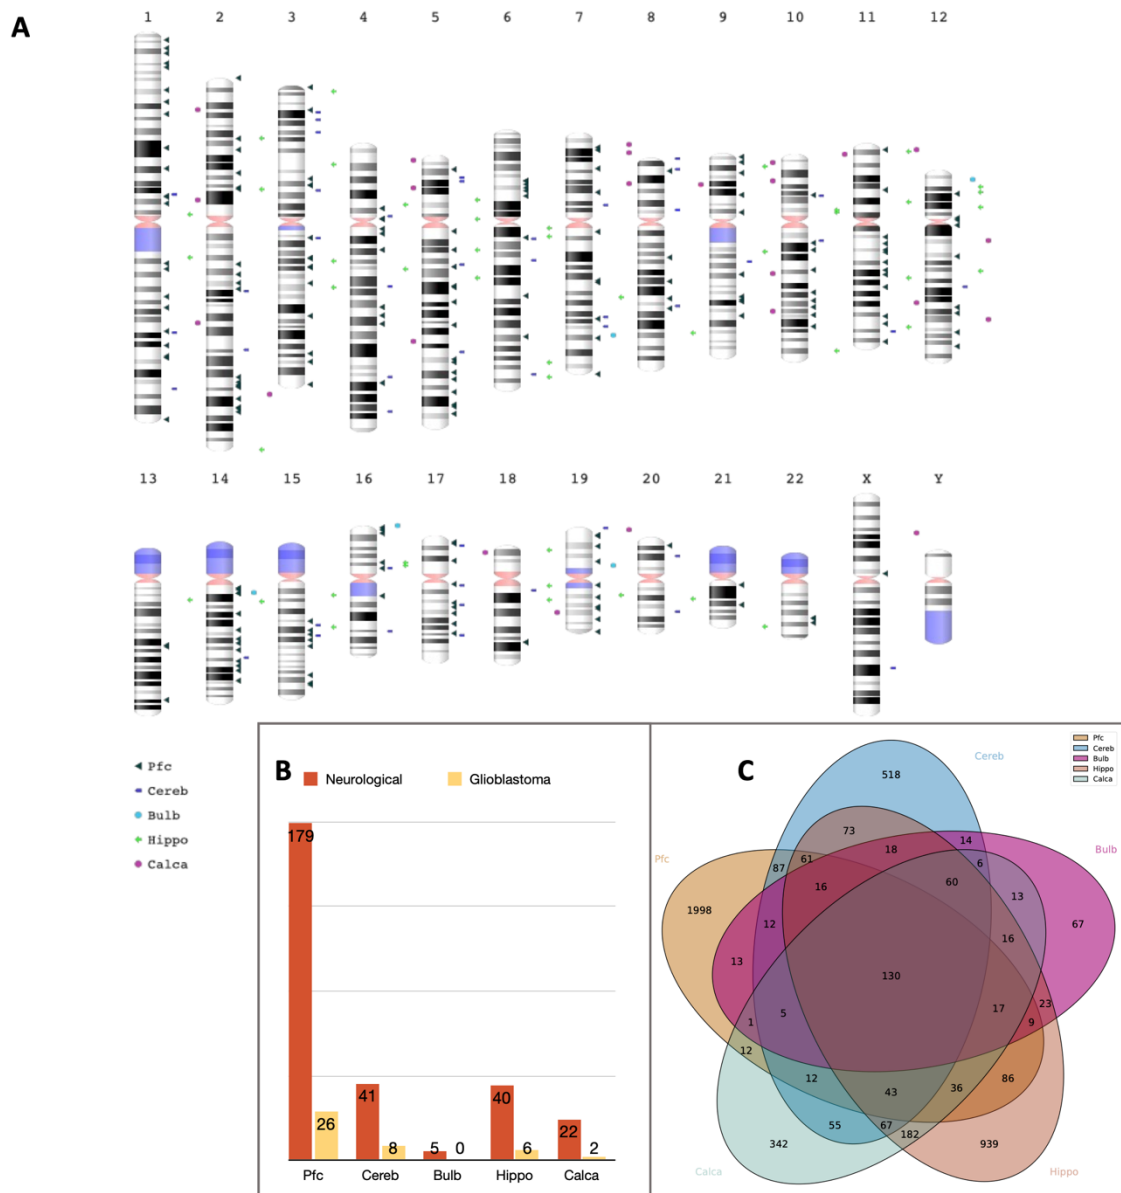 A
1 2 3 4 5 6 7 8 9 10 11 12
13 14 15 16 17 18 19 20 21 22 X Y
Pfc
Cereb
Bulb
Hippo
Calca
B
Neurological Glioblastoma
179
26
41
8
5
0
40
6
22
2
Pfc Cereb Bulb Hippo Calca
C
Pfc
Cereb
Bulb
Hippo
Calca
Cereb
518
73
14
Bulb
18
6
Pfc
87
61
16
60
13
1998
12
67
16
13
130
5
17
23
1
9
12
12
43
36
86
55
67
182
342
939
Calca
Hippo